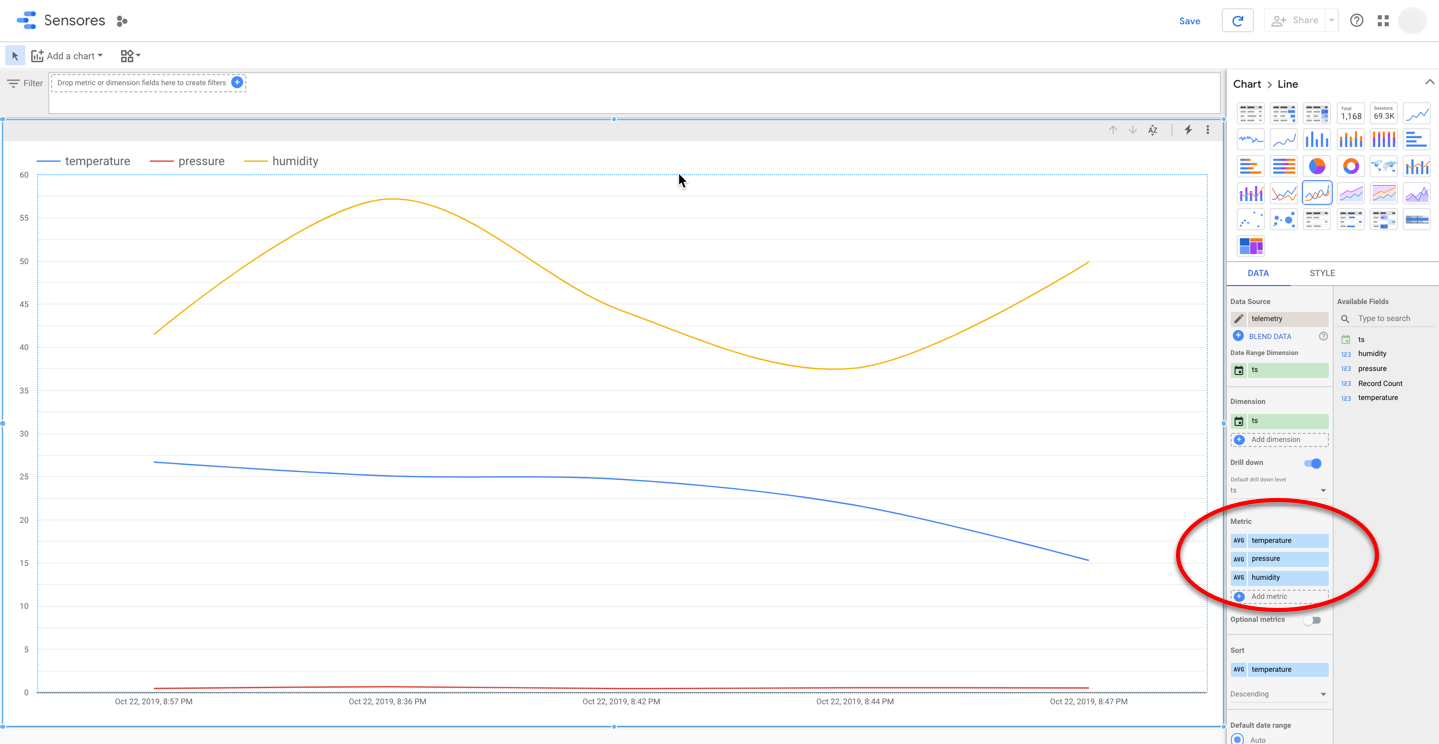 Sensores
Save
Share
Add a chart
Filter
Drop metric or dimension fields here to create filters
temperature pressure humidity
60
55
50
45
40
35
30
25
20
15
10
5
0
Oct 22, 2019, 8:57 PM Oct 22, 2019, 8:36 PM Oct 22, 2019, 8:42 PM Oct 22, 2019, 8:44 PM Oct 22, 2019, 8:47 PM
Chart > Line
Total
1,168
Sessions
69.3K
DATA STYLE
Data Source
telemetry
BLEND DATA
Date Range Dimension
ts
Dimension
ts
Add dimension
Drill down
Default drill down level
ts
Metric
AVG temperature
AVG pressure
AVG humidity
Add metric
Optional metrics
Sort
AVG temperature
Descending
Default date range
Auto
Available Fields
Type to search
ts
123 humidity
123 pressure
123 Record Count
123 temperature